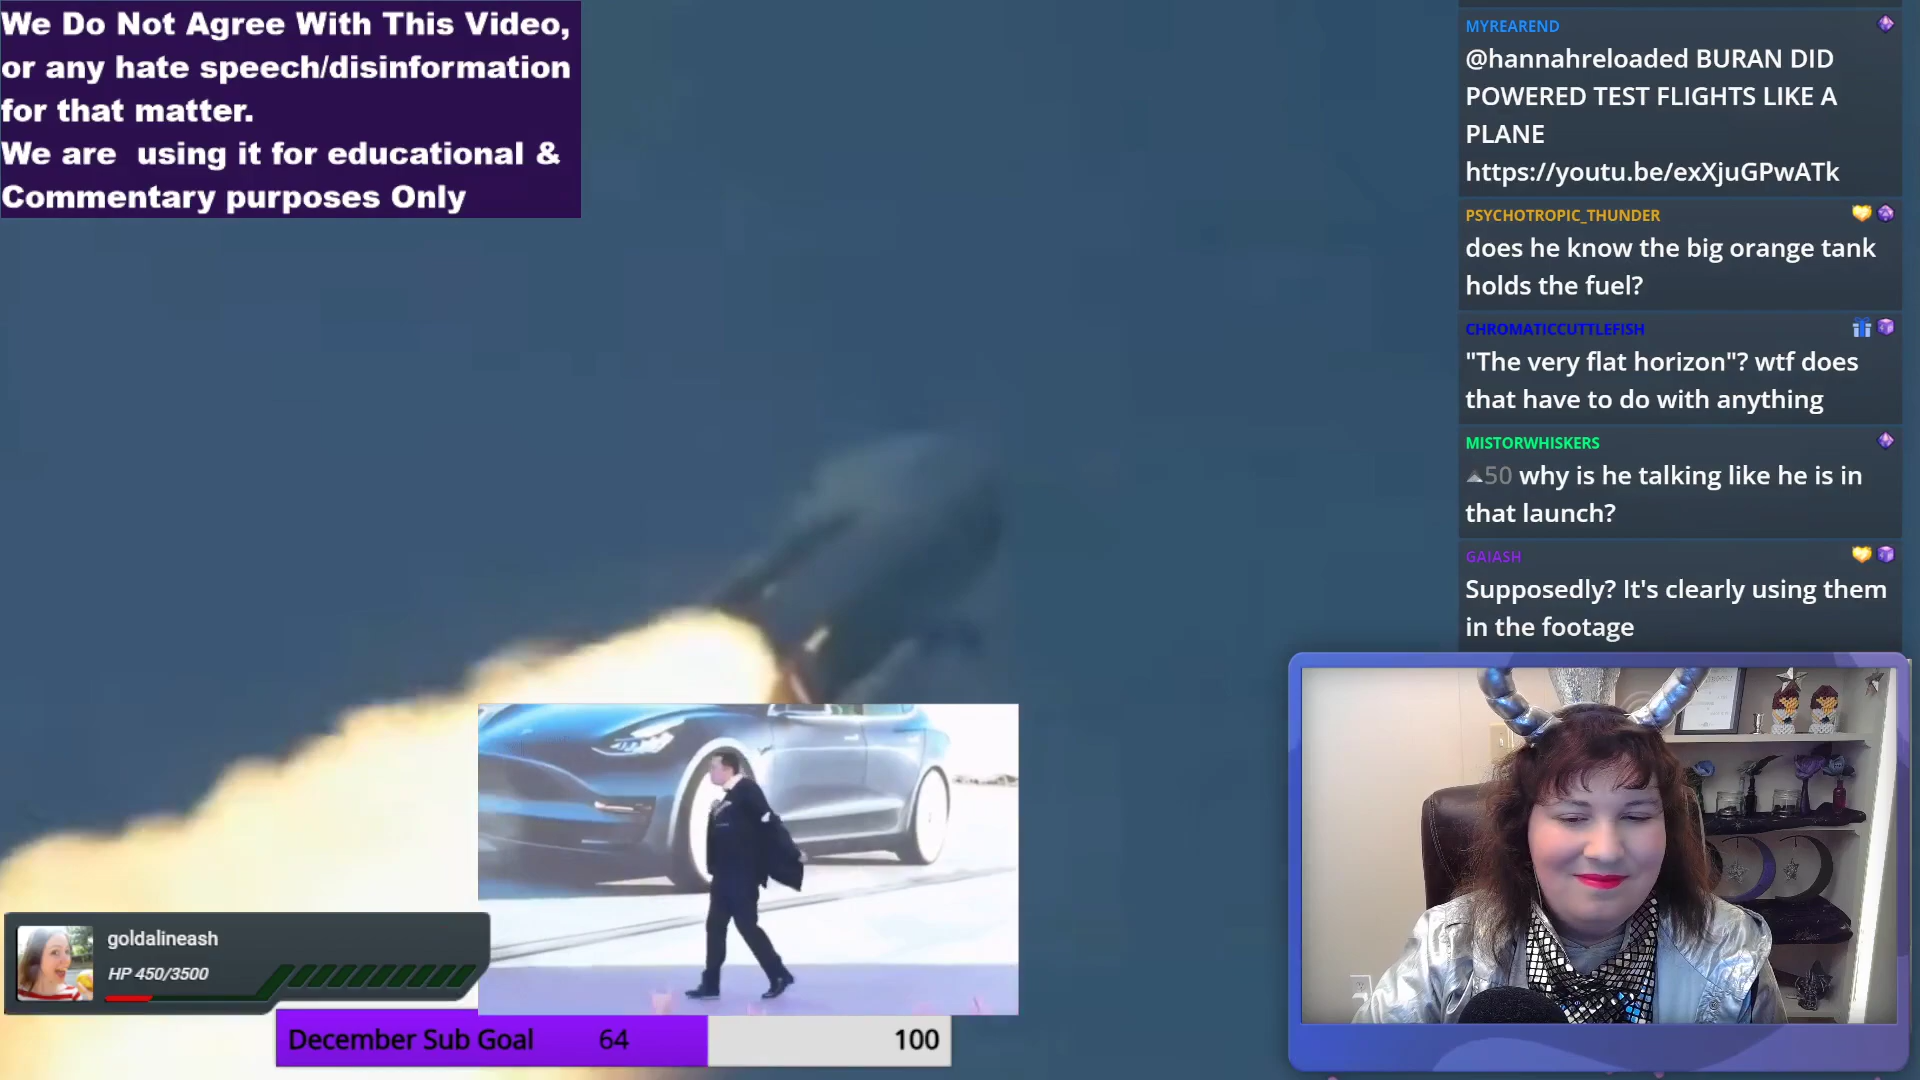 We Do Not Agree With This Video,
or any hate speech/disinformation
for that matter.
We are using it for educational &
Commentary purposes Only
MYREAREND
@hannahreloaded BURAN DID
POWERED TEST FLIGHTS LIKE A
PLANE
https://youtu.be/exXjuGPwATk
PSYCHOTROPIC_THUNDER
does he know the big orange tank
holds the fuel?
CHROMATICCUTTLEFISH
"The very flat horizon"? wtf does
that have to do with anything
MISTORWHISKERS
50 why is he talking like he is in
that launch?
GAIASH
Supposedly? It's clearly using them
in the footage
goldalineash
HP 450/3500
December Sub Goal 64 100